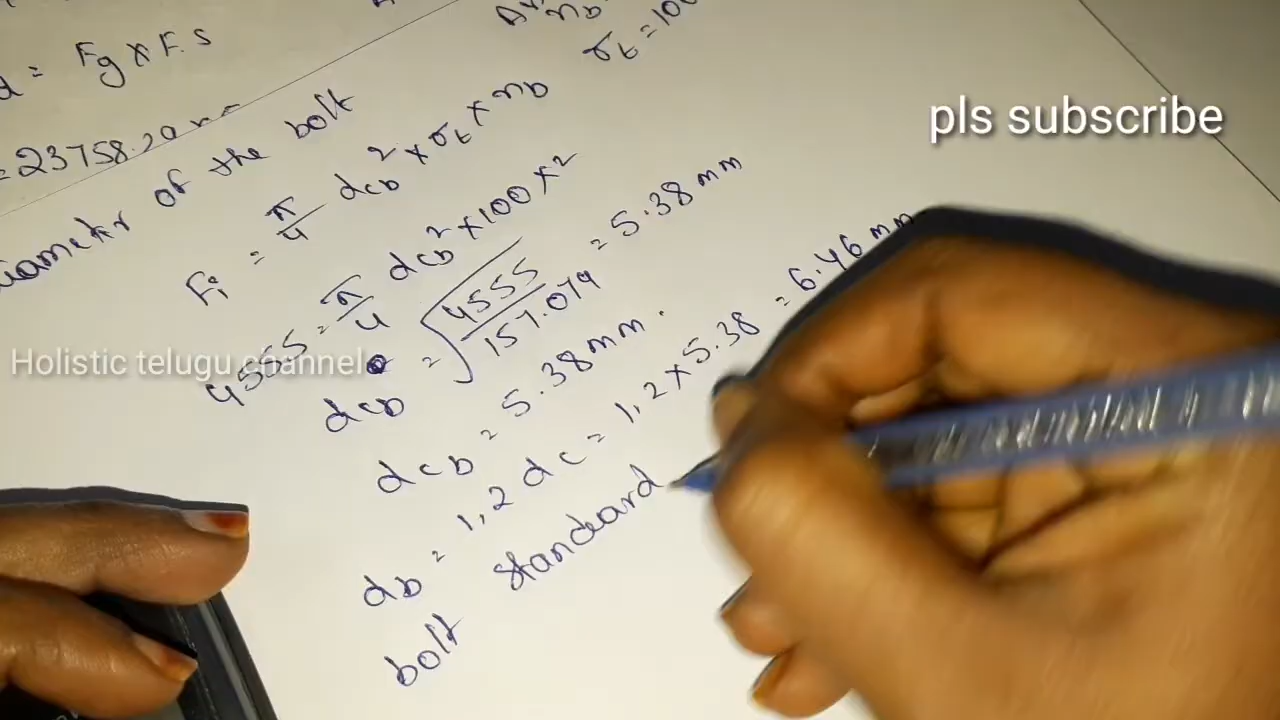 = Fg × F.S
= 23758.
of the bolt
Fi = π/4 dcb² × σt × nb
σt = 100
4555 = π/4 dcb² × 100 × 2
dcb = √4555/157.079 = 5.38 mm
dcb = 5.38 mm.
db = 1,2 dc = 1,2 × 5.38 = 6.46 mm
bolt standard
pls subscribe
Holistic telugu channel